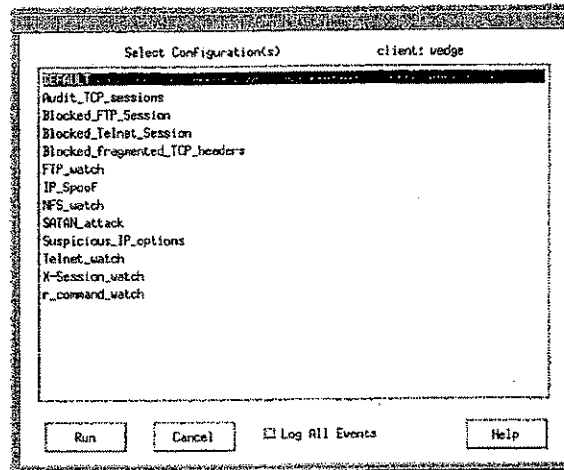 Select Configuration(s) client: wedge
DEFAULT
Audit_TCP_sessions
Blocked_FTP_Session
Blocked_Telnet_Session
Blocked_fragmented_TCP_headers
FTP_watch
IP_SpooF
NFS_watch
SATAN_attack
Suspicious_IP_options
Telnet_watch
X-Session_watch
r_command_watch
Run Cancel Log All Events Help